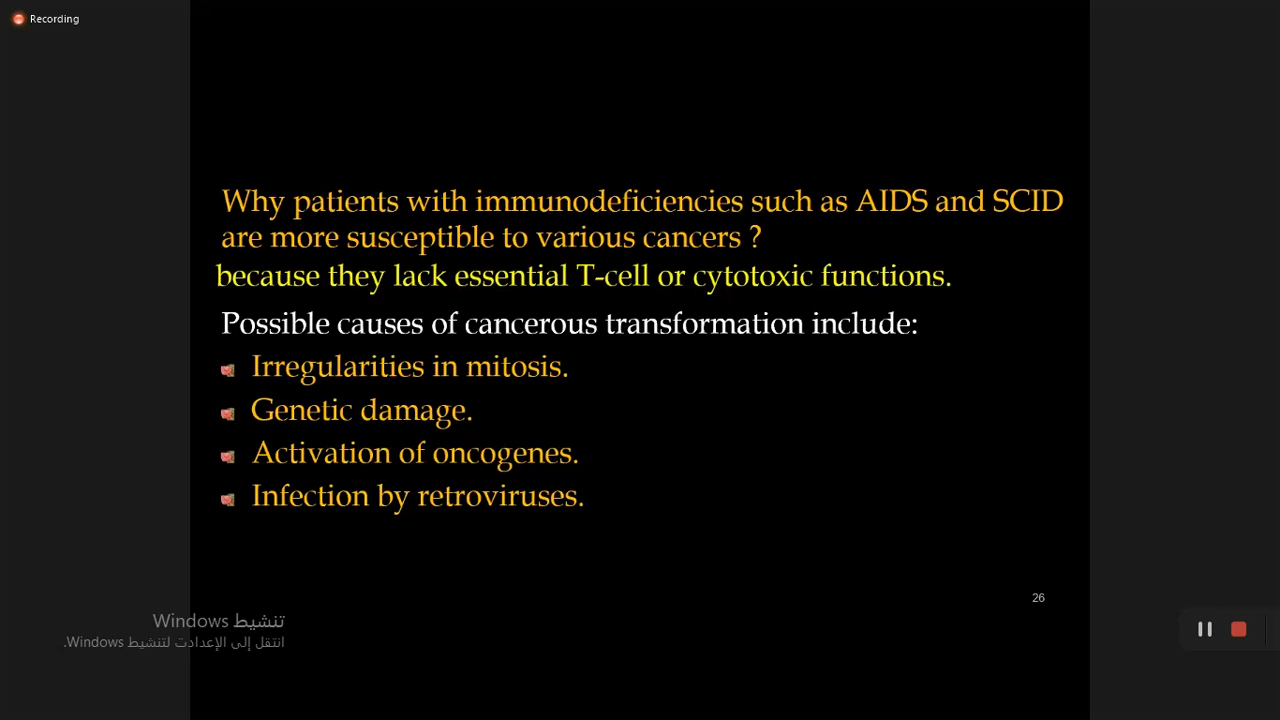 Recording
Why patients with immunodeficiencies such as AIDS and SCID
are more susceptible to various cancers ?
because they lack essential T-cell or cytotoxic functions.
Possible causes of cancerous transformation include:
Irregularities in mitosis.
Genetic damage.
Activation of oncogenes.
Infection by retroviruses.
26
تنشيط Windows
انتقل إلى الإعدادت لتنشيط Windows.